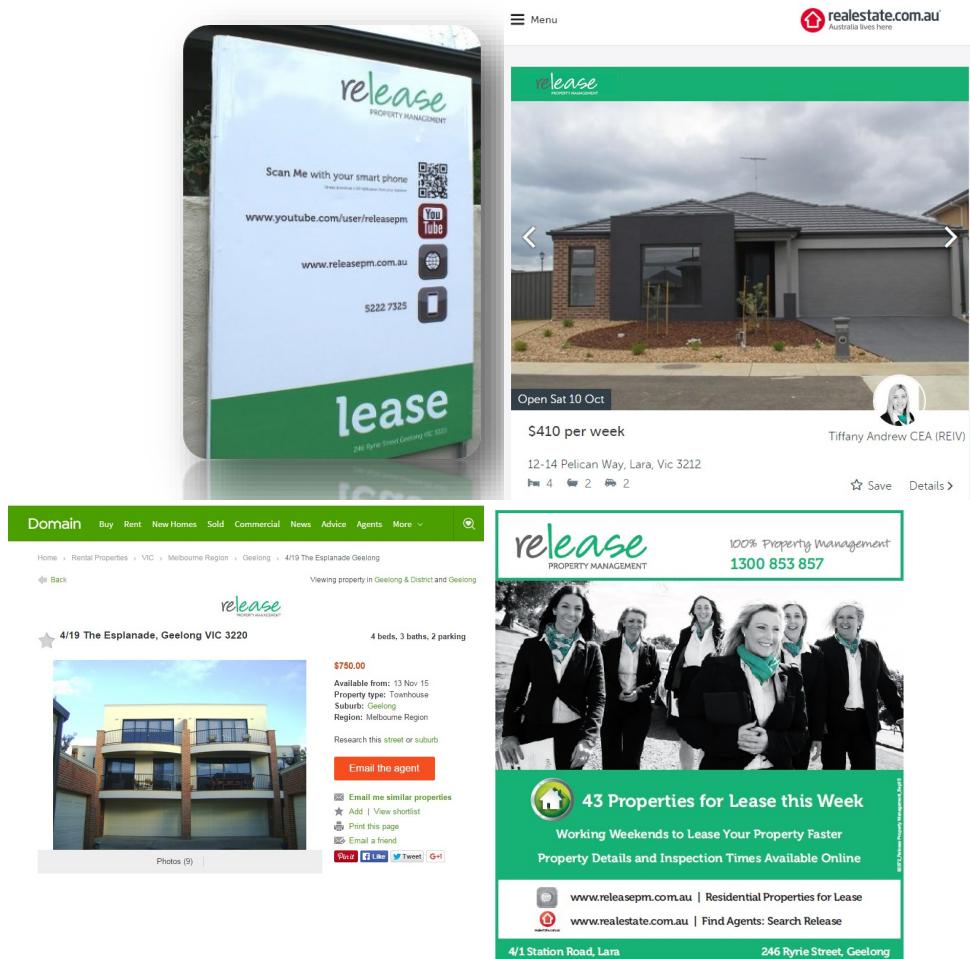 release
PROPERTY MANAGEMENT
Scan Me with your smart phone
www.youtube.com/user/releasepm
You
Tube
www.releasepm.com.au
5222 7325
lease
246 Ryrie Street Geelong VIC 3220
Menu
realestate.com.au
Australia lives here
release
PROPERTY MANAGEMENT
Open Sat 10 Oct
$410 per week
Tiffany Andrew CEA (REIV)
12-14 Pelican Way, Lara, Vic 3212
4 2 2
Save Details >
Domain Buy Rent New Homes Sold Commercial News Advice Agents More
Home › Rental Properties › VIC › Melbourne Region › Geelong › 4/19 The Esplanade Geelong
Back
Viewing property in Geelong & District and Geelong
release
PROPERTY MANAGEMENT
4/19 The Esplanade, Geelong VIC 3220
4 beds, 3 baths, 2 parking
$750.00
Available from: 13 Nov 15
Property type: Townhouse
Suburb: Geelong
Region: Melbourne Region
Research this street or suburb
Email the agent
Email me similar properties
Add | View shortlist
Print this page
Email a friend
Pin it Like Tweet +1
Photos (9)
release
PROPERTY MANAGEMENT
100% Property Management
1300 853 857
43 Properties for Lease this Week
Working Weekends to Lease Your Property Faster
Property Details and Inspection Times Available Online
www.releasepm.com.au | Residential Properties for Lease
www.realestate.com.au | Find Agents: Search Release
4/1 Station Road, Lara
246 Ryrie Street, Geelong